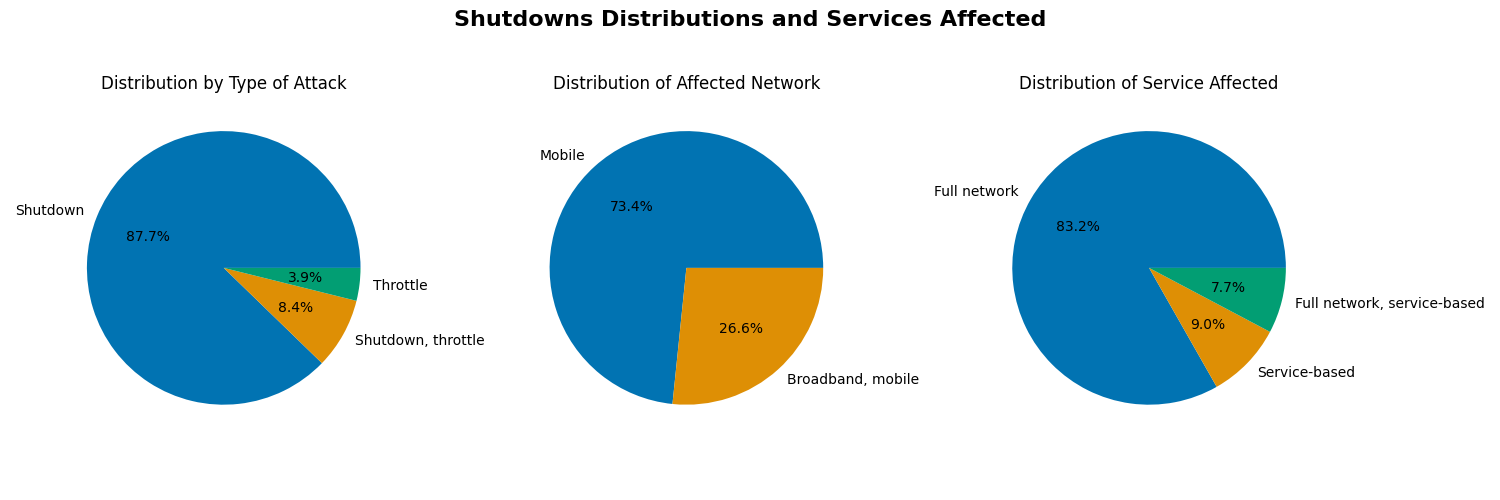 Shutdowns Distributions and Services Affected
Distribution by Type of Attack
Shutdown
87.7%
3.9%
Throttle
8.4%
Shutdown, throttle
Distribution of Affected Network
Mobile
73.4%
26.6%
Broadband, mobile
Distribution of Service Affected
Full network
83.2%
7.7%
Full network, service-based
9.0%
Service-based